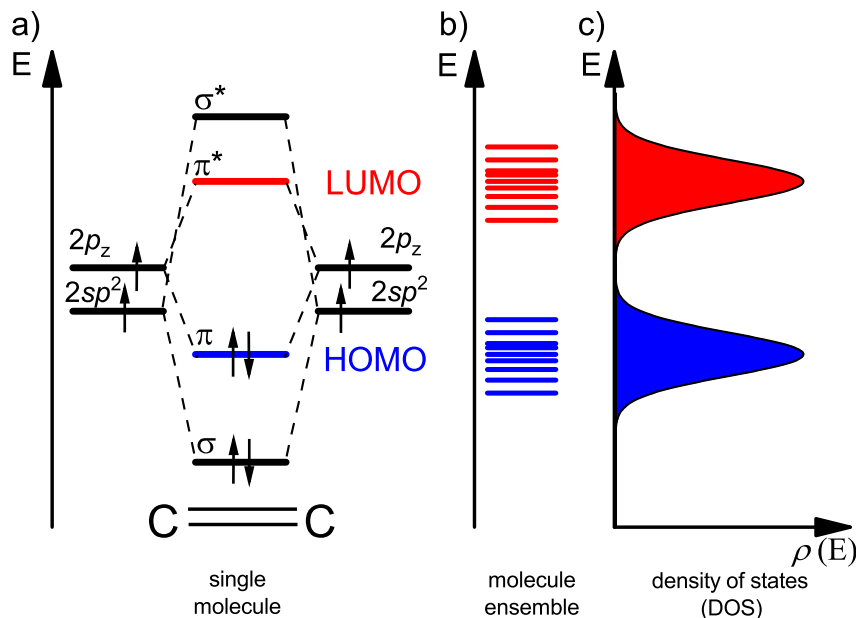 a)
b)
c)
E
E
E
σ*
π*
LUMO
2pz
2pz
2sp²
2sp²
π
HOMO
σ
C C
ρ(E)
single
molecule
molecule
ensemble
density of states
(DOS)